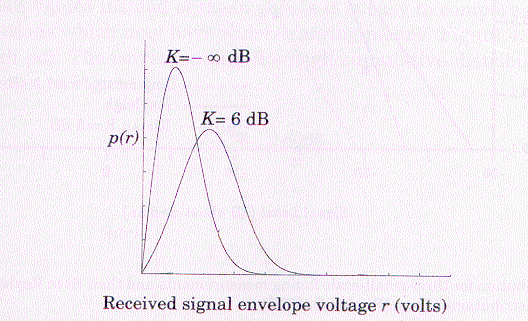 K=– ∞ dB
K= 6 dB
p(r)
Received signal envelope voltage r (volts)